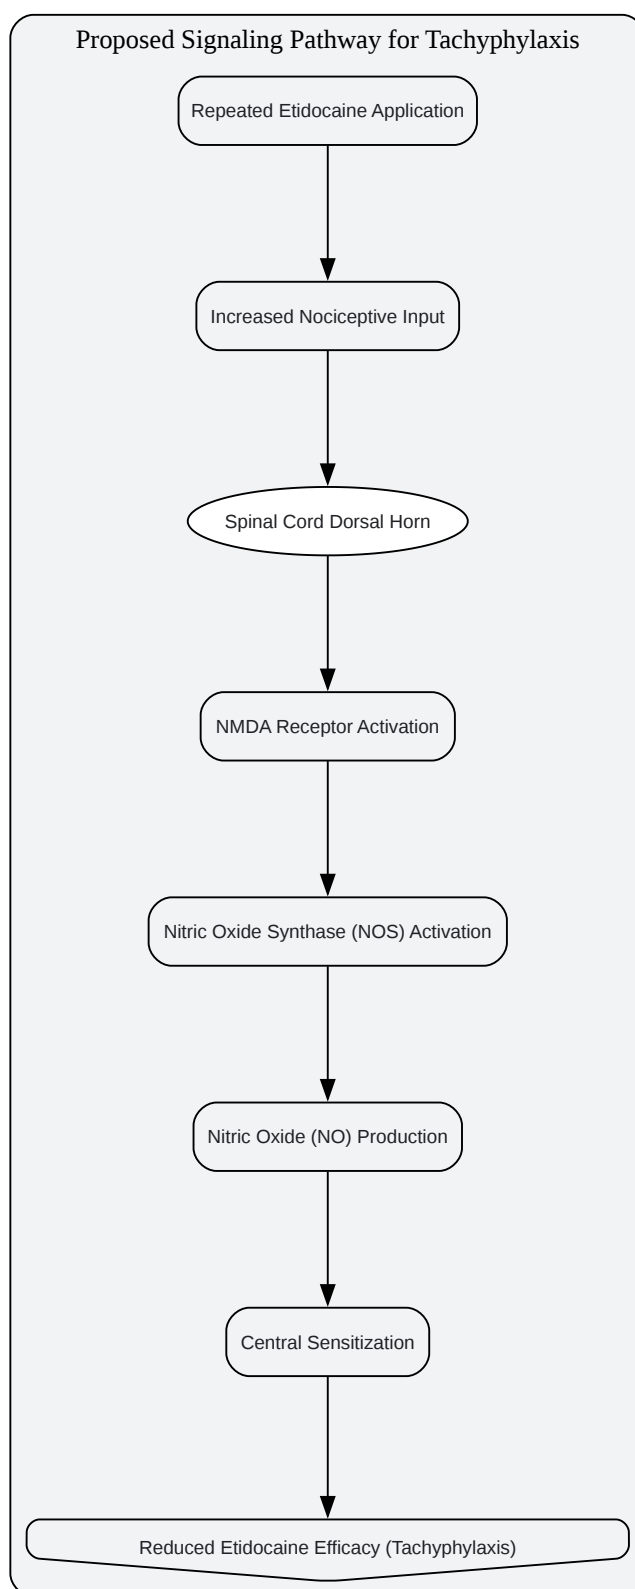 Proposed Signaling Pathway for Tachyphylaxis
Repeated Etidocaine Application
Increased Nociceptive Input
Spinal Cord Dorsal Horn
NMDA Receptor Activation
Nitric Oxide Synthase (NOS) Activation
Nitric Oxide (NO) Production
Central Sensitization
Reduced Etidocaine Efficacy (Tachyphylaxis)